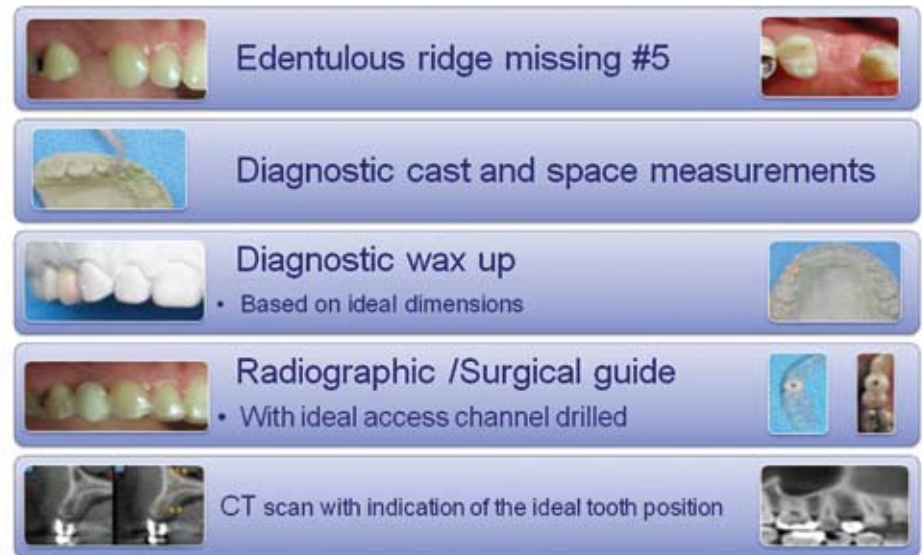 Edentulous ridge missing #5
Diagnostic cast and space measurements
Diagnostic wax up
• Based on ideal dimensions
Radiographic /Surgical guide
• With ideal access channel drilled
CT scan with indication of the ideal tooth position